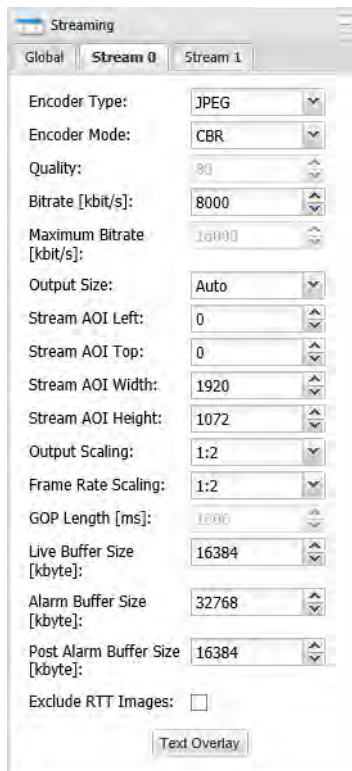 Streaming
Global Stream 0 Stream 1
Encoder Type: JPEG
Encoder Mode: CBR
Quality: 80
Bitrate [kbit/s]: 8000
Maximum Bitrate
[kbit/s]:
Output Size: Auto
Stream AOI Left: 0
Stream AOI Top: 0
Stream AOI Width: 1920
Stream AOI Height: 1072
Output Scaling: 1:2
Frame Rate Scaling: 1:2
GOP Length [ms]:
Live Buffer Size 16384
[kbyte]:
Alarm Buffer Size 32768
[kbyte]:
Post Alarm Buffer Size 16384
[kbyte]:
Exclude RTT Images:
Text Overlay